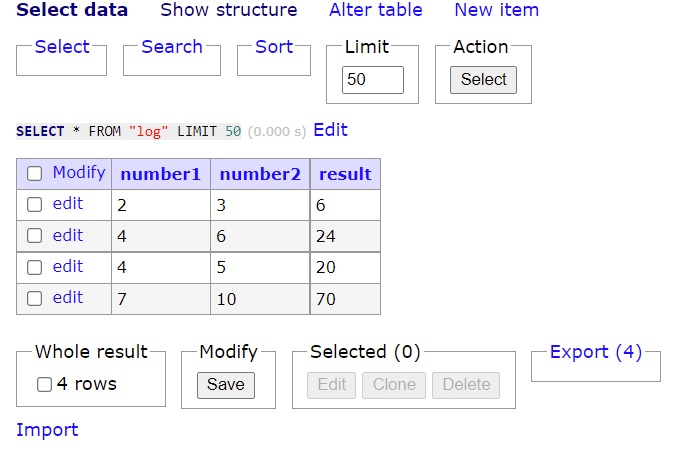 Select data Show structure Alter table New item
Select Search Sort Limit Action
50 Select
SELECT * FROM "log" LIMIT 50 (0.000 s) Edit
Modify number1 number2 result
edit 2 3 6
edit 4 6 24
edit 4 5 20
edit 7 10 70
Whole result Modify Selected (0) Export (4)
4 rows Save Edit Clone Delete
Import